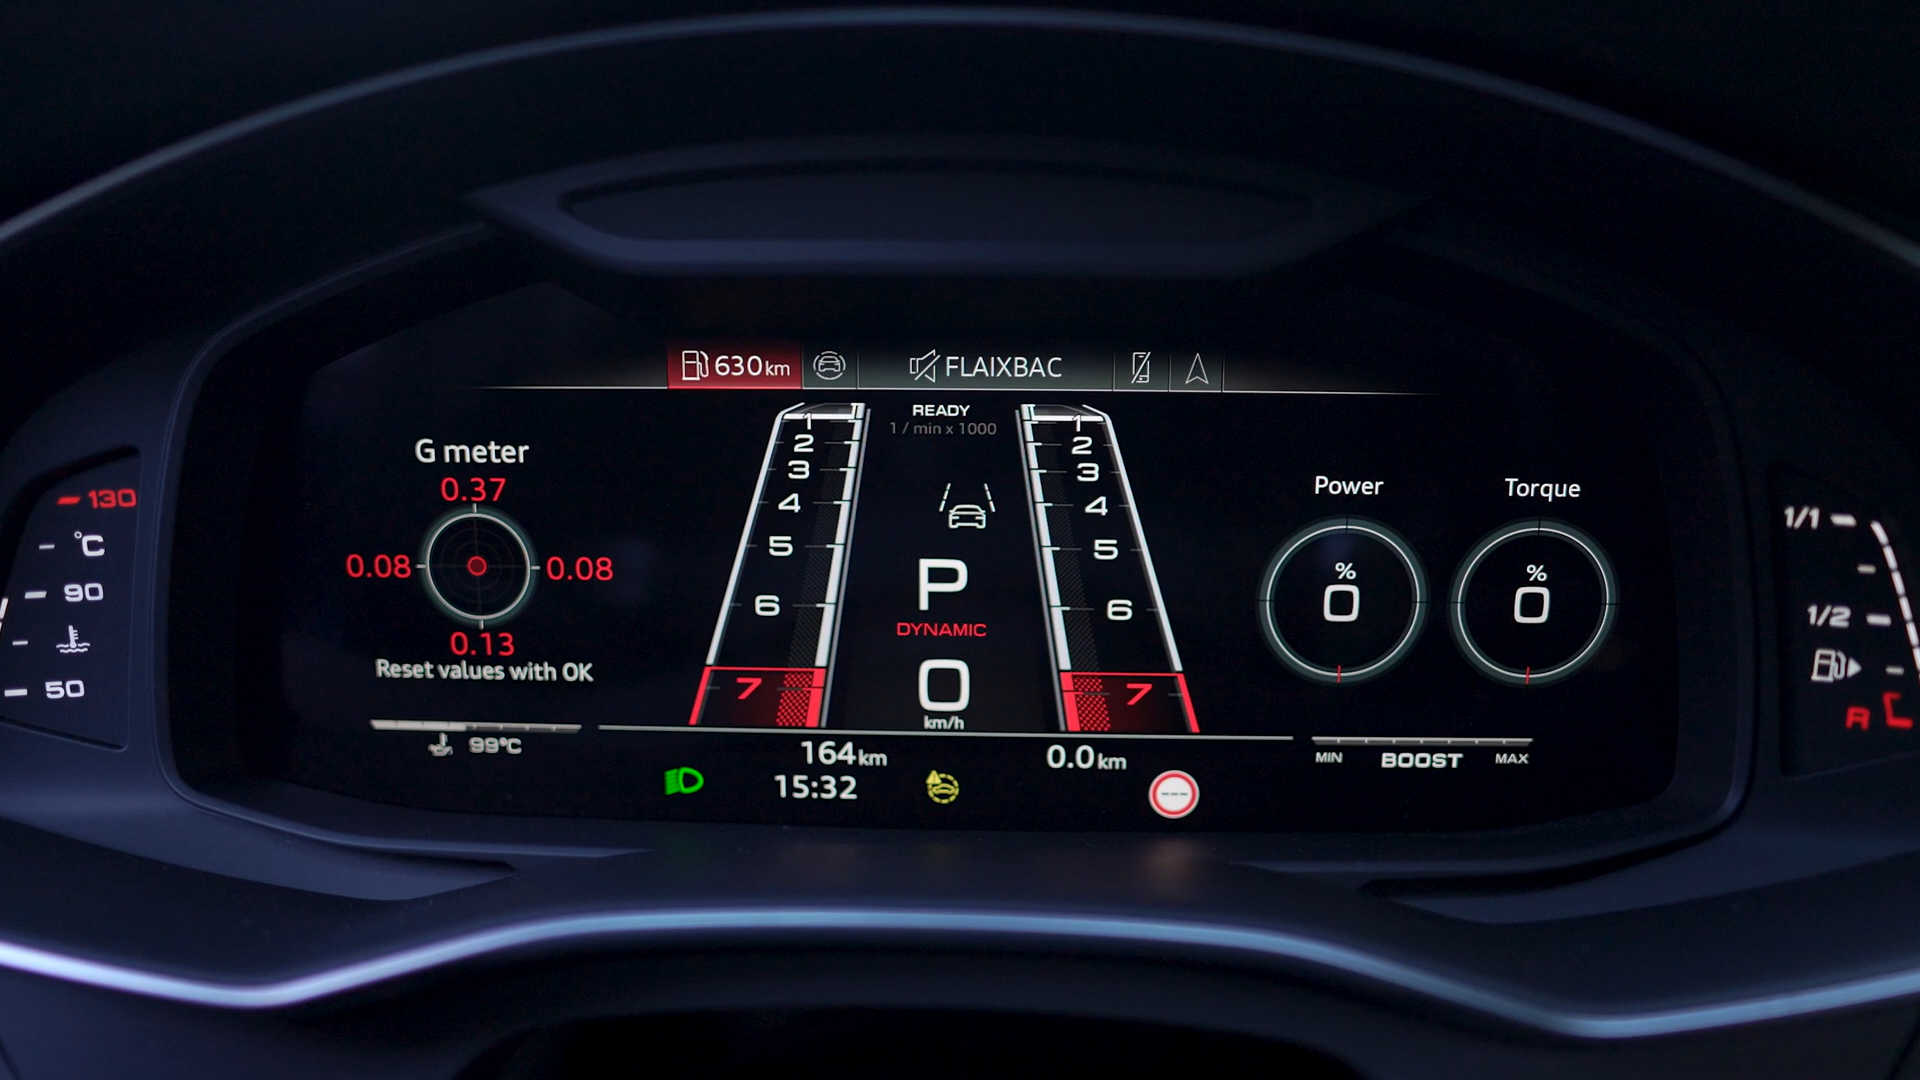 630km
FLAIXBAC
READY
1 / min x 1000
G meter
0.37
0.08
0.08
0.13
Reset values with OK
99°C
1
2
3
4
5
6
7
P
DYNAMIC
0
km/h
1
2
3
4
5
6
7
Power
%
0
Torque
%
0
MIN BOOST MAX
164km
0.0km
15:32
130
°C
90
50
1/1
1/2
R